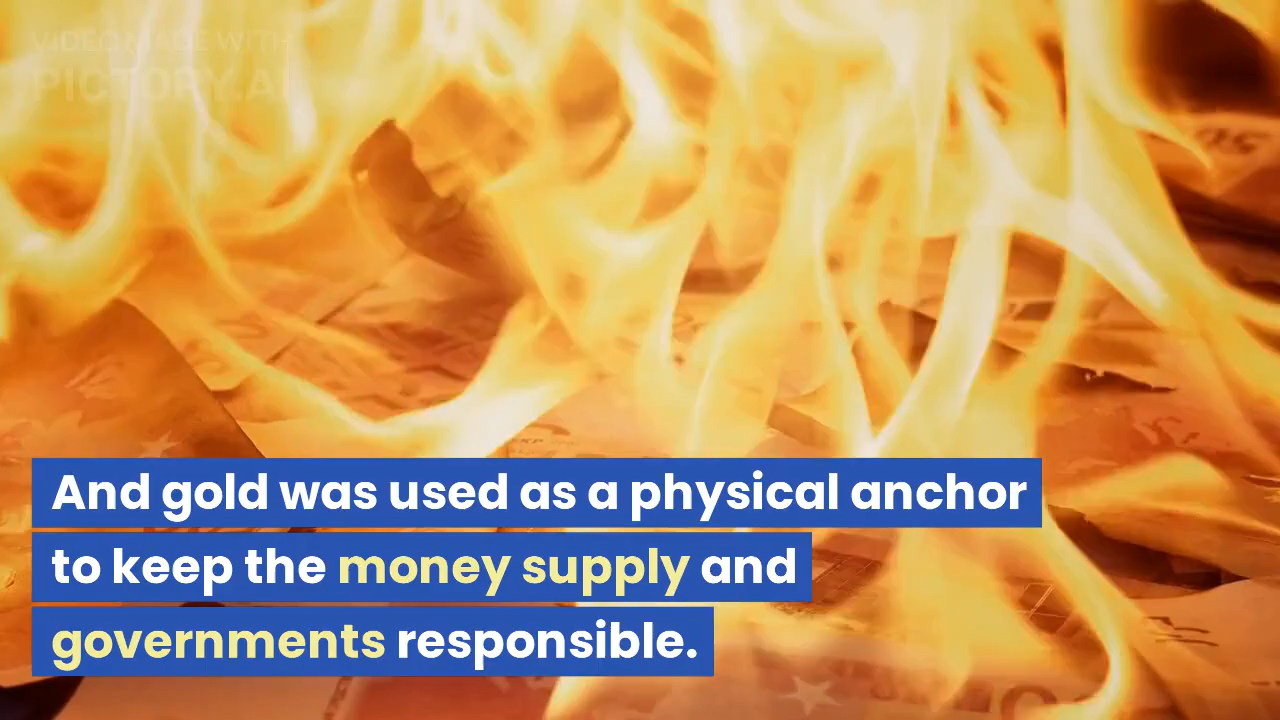 VIDEO MADE WITH
PICTORY.AI
And gold was used as a physical anchor
to keep the money supply and
governments responsible.